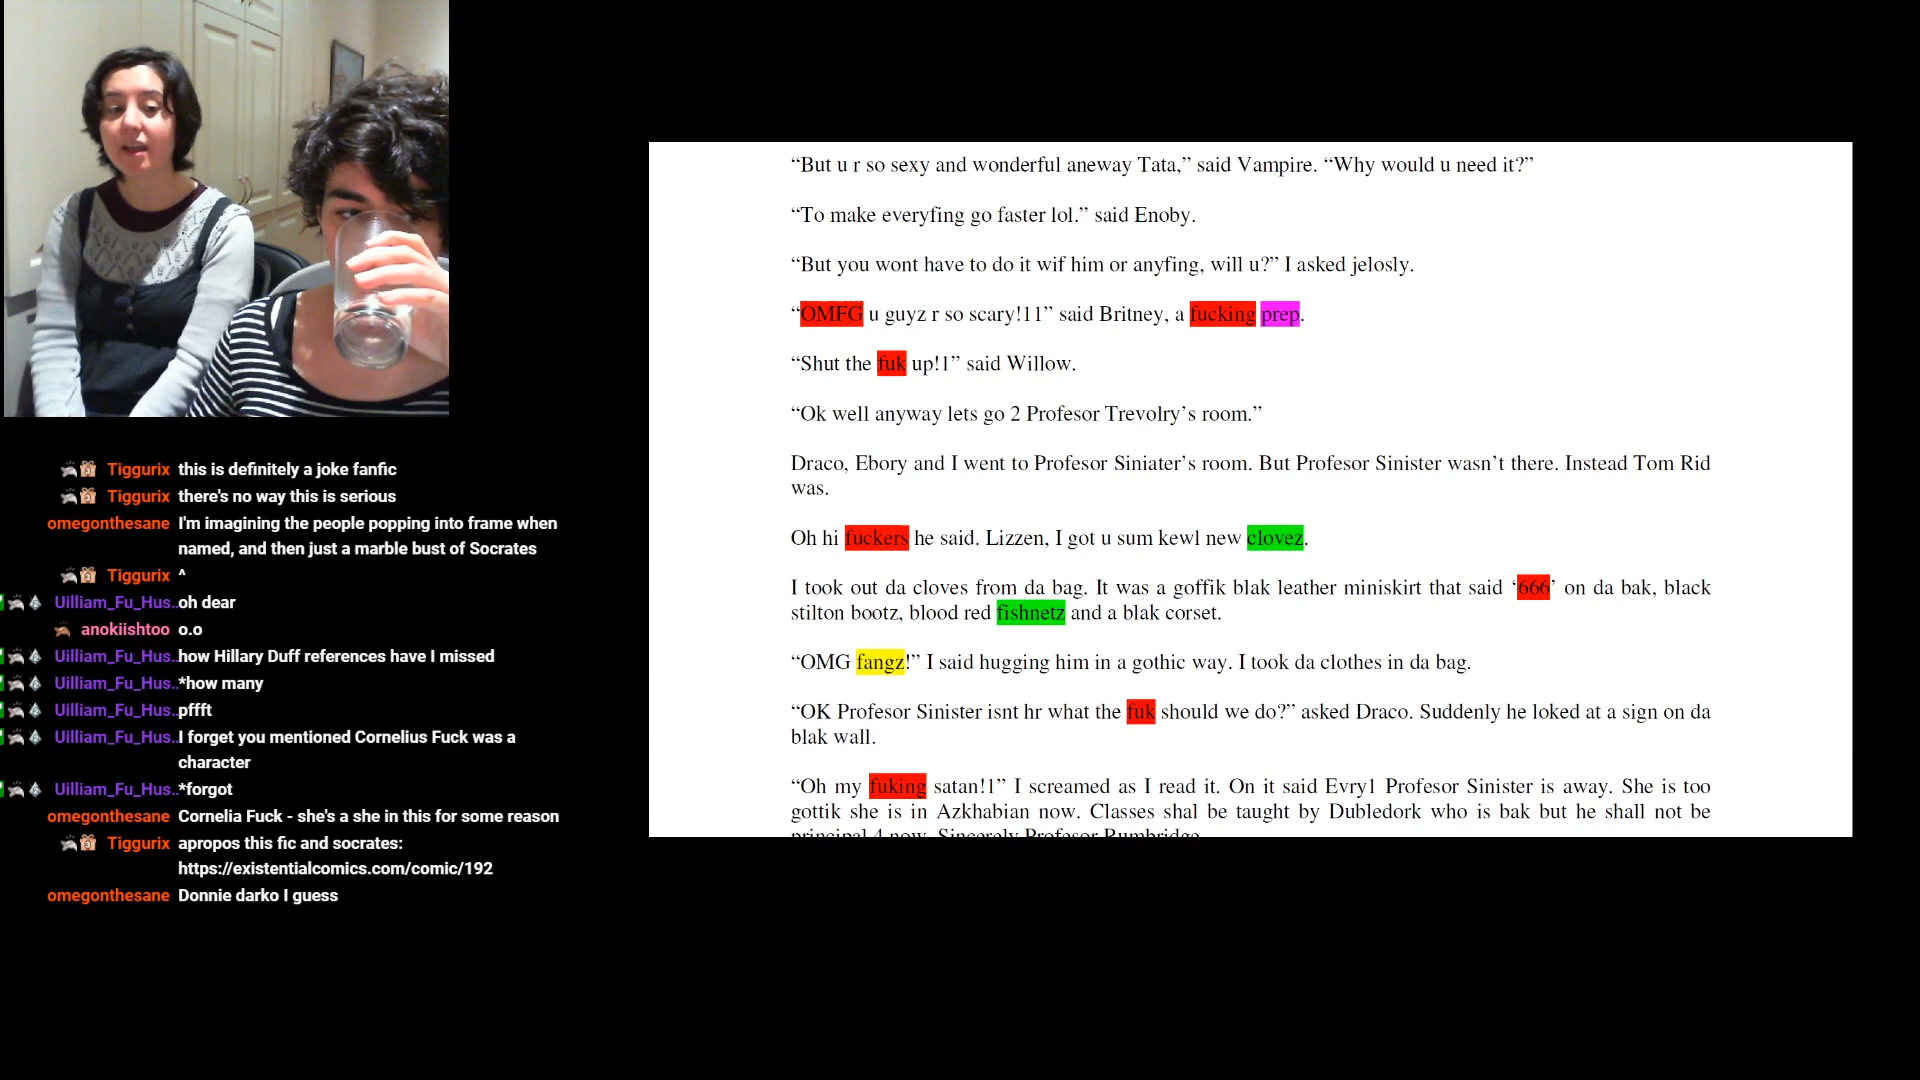 “But u r so sexy and wonderful aneway Tata,” said Vampire. “Why would u need it?”
“To make everyfing go faster lol.” said Enoby.
“But you wont have to do it wif him or anyfing, will u?” I asked jelosly.
“OMFG u guyz r so scary!11” said Britney, a fucking prep.
“Shut the fuk up!1” said Willow.
“Ok well anyway lets go 2 Profesor Trevolry’s room.”
Draco, Ebory and I went to Profesor Siniater’s room. But Profesor Sinister wasn’t there. Instead Tom Rid
was.
Oh hi fuckers he said. Lizzen, I got u sum kewl new clovez.
I took out da cloves from da bag. It was a goffik blak leather miniskirt that said ‘666’ on da bak, black
stilton bootz, blood red fishnetz and a blak corset.
“OMG fangz!” I said hugging him in a gothic way. I took da clothes in da bag.
“OK Profesor Sinister isnt hr what the fuk should we do?” asked Draco. Suddenly he loked at a sign on da
blak wall.
“Oh my fuking satan!1” I screamed as I read it. On it said Evry1 Profesor Sinister is away. She is too
gottik she is in Azkhabian now. Classes shal be taught by Dubledork who is bak but he shall not be
principal 4 now. Sincerely Profesor Rumbridge
Tiggurix this is definitely a joke fanfic
Tiggurix there's no way this is serious
omegonthesane I'm imagining the people popping into frame when
named, and then just a marble bust of Socrates
Tiggurix ^
Uilliam_Fu_Hus.. oh dear
anokiishtoo o.o
Uilliam_Fu_Hus.. how Hillary Duff references have I missed
Uilliam_Fu_Hus.. *how many
Uilliam_Fu_Hus.. pffft
Uilliam_Fu_Hus.. I forget you mentioned Cornelius Fuck was a
character
Uilliam_Fu_Hus.. *forgot
omegonthesane Cornelia Fuck - she's a she in this for some reason
Tiggurix apropos this fic and socrates:
https://existentialcomics.com/comic/192
omegonthesane Donnie darko I guess